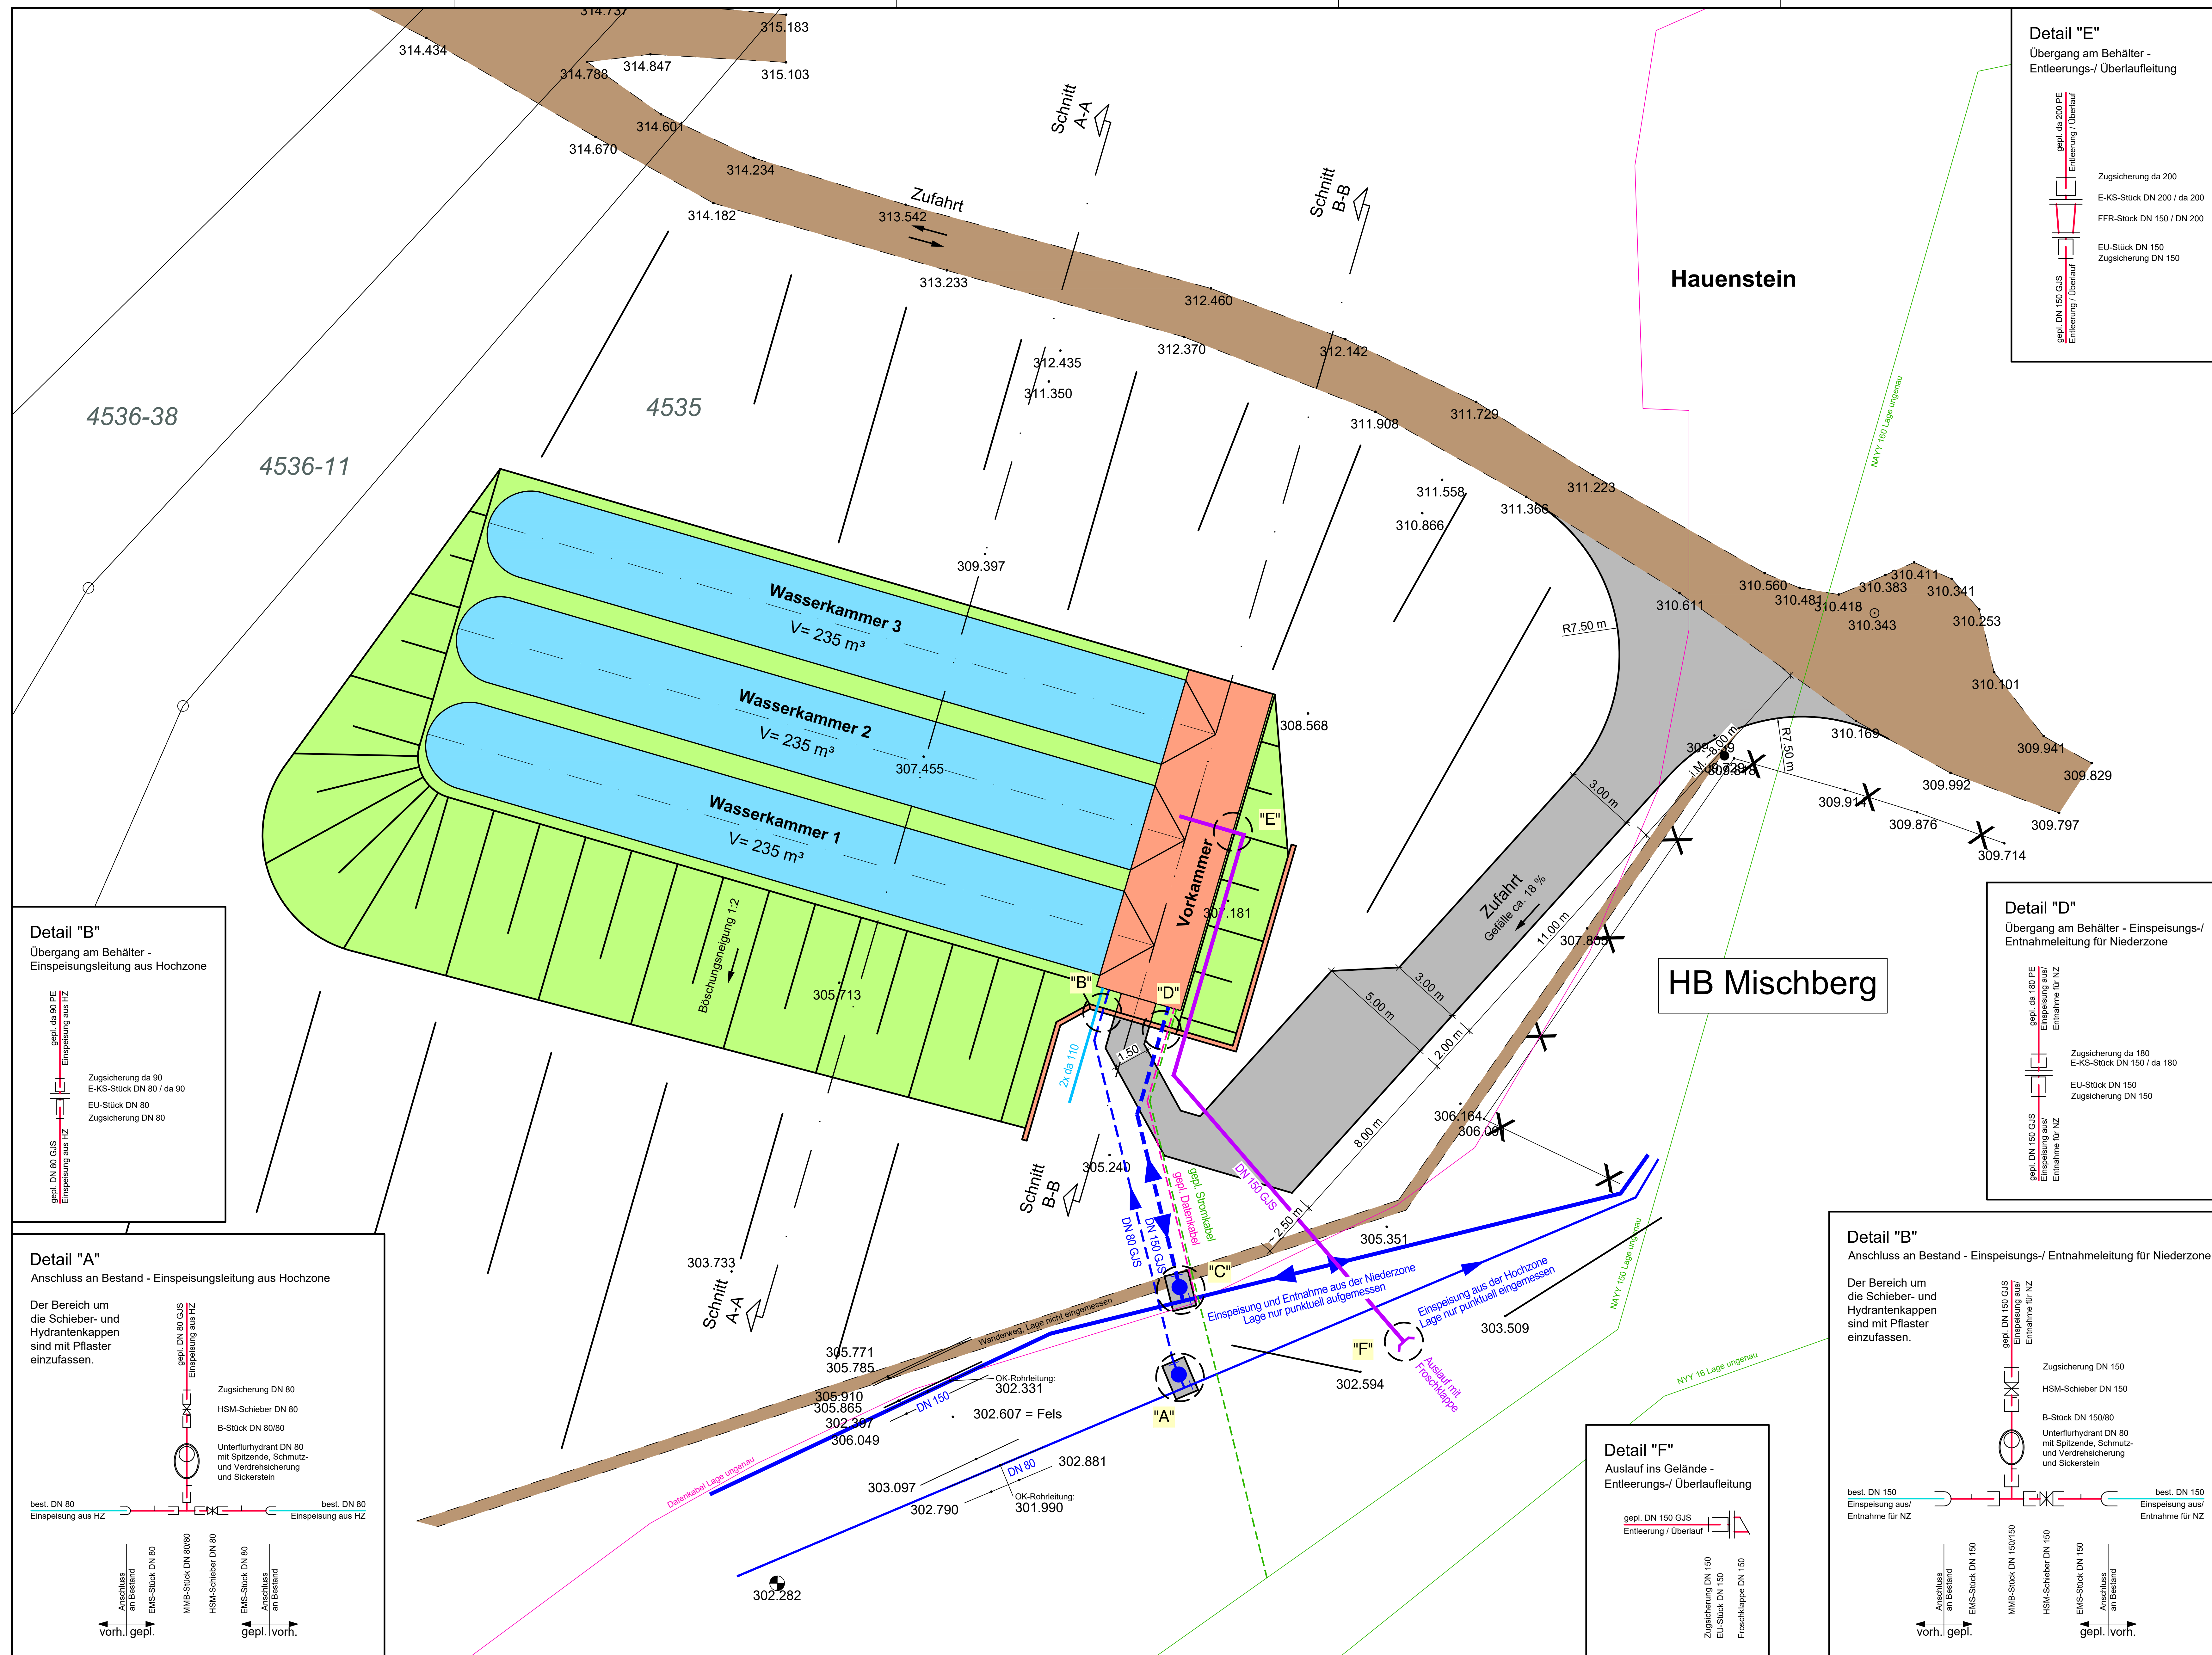 314.737
315.183
314.434
314.847
314.788
315.103
314.601
314.670
314.234
314.182
Zufahrt
313.542
313.233
Schnitt
A-A
Schnitt
B-B
312.460
312.370
312.142
312.435
311.350
311.729
311.908
311.558
310.866
311.223
311.366
Hauenstein
4536-38
4536-11
4535
309.397
310.560
310.481
310.418
310.383
310.411
310.341
310.253
310.343
310.611
310.101
309.941
309.829
310.169
309.992
309.797
309.876
309.714
R7.50 m
R7.50 m
i.M. ~8.00 m
NAYY 160 Lage ungenau
Wasserkammer 3
V= 235 m³
Wasserkammer 2
V= 235 m³
307.455
Wasserkammer 1
V= 235 m³
Vorkammer
308.568
"E"
307.181
3.00 m
Zufahrt
Gefälle ca. 18 %
11.00 m
307.805
3.00 m
5.00 m
2.00 m
8.00 m
~ 2.50 m
HB Mischberg
Böschungsneigung 1:2
305.713
"B"
"D"
1.50
2x da 110
306.164
305.240
Schnitt
B-B
DN 80 GJS
DN 150 GJS
gepl. Datenkabel
gepl. Stromkabel
DN 150 GJS
305.351
303.733
Schnitt
A-A
"C"
Einspeisung und Entnahme aus der Niederzone
Lage nur punktuell aufgemessen
Einspeisung aus der Hochzone
Lage nur punktuell eingemessen
NAYY 150 Lage ungenau
303.509
Wanderweg, Lage nicht eingemessen
"F"
Auslauf mit
Froschklappe
302.594
"A"
NYY 16 Lage ungenau
305.771
305.785
305.910
305.865
302.397
306.049
DN 150
OK-Rohrleitung:
302.331
302.607 = Fels
Datenkabel Lage ungenau
303.097
302.790
DN 80
302.881
OK-Rohrleitung:
301.990
302.282
Detail "E"
Übergang am Behälter -
Entleerungs-/ Überlaufleitung
gepl. da 200 PE
Entleerung / Überlauf
Zugsicherung da 200
E-KS-Stück DN 200 / da 200
FFR-Stück DN 150 / DN 200
EU-Stück DN 150
Zugsicherung DN 150
gepl. DN 150 GJS
Entleerung / Überlauf
Detail "B"
Übergang am Behälter -
Einspeisungsleitung aus Hochzone
gepl. da 90 PE
Einspeisung aus HZ
Zugsicherung da 90
E-KS-Stück DN 80 / da 90
EU-Stück DN 80
Zugsicherung DN 80
gepl. DN 80 GJS
Einspeisung aus HZ
Detail "D"
Übergang am Behälter - Einspeisungs-/
Entnahmeleitung für Niederzone
gepl. da 180 PE
Einspeisung aus/
Entnahme für NZ
Zugsicherung da 180
E-KS-Stück DN 150 / da 180
EU-Stück DN 150
Zugsicherung DN 150
gepl. DN 150 GJS
Einspeisung aus/
Entnahme für NZ
Detail "A"
Anschluss an Bestand - Einspeisungsleitung aus Hochzone
Der Bereich um
die Schieber- und
Hydrantenkappen
sind mit Pflaster
einzufassen.
gepl. DN 80 GJS
Einspeisung aus HZ
Zugsicherung DN 80
HSM-Schieber DN 80
B-Stück DN 80/80
Unterflurhydrant DN 80
mit Spitzende, Schmutz-
und Verdrehsicherung
und Sickerstein
best. DN 80
Einspeisung aus HZ
best. DN 80
Einspeisung aus HZ
Anschluss
an Bestand
EMS-Stück DN 80
MMB-Stück DN 80/80
HSM-Schieber DN 80
EMS-Stück DN 80
Anschluss
an Bestand
vorh. gepl.
gepl. vorh.
Detail "F"
Auslauf ins Gelände -
Entleerungs-/ Überlaufleitung
gepl. DN 150 GJS
Entleerung / Überlauf
Zugsicherung DN 150
EU-Stück DN 150
Froschklappe DN 150
Detail "B"
Anschluss an Bestand - Einspeisungs-/ Entnahmeleitung für Niederzone
Der Bereich um
die Schieber- und
Hydrantenkappen
sind mit Pflaster
einzufassen.
gepl. DN 150 GJS
Einspeisung aus/
Entnahme für NZ
Zugsicherung DN 150
HSM-Schieber DN 150
B-Stück DN 150/80
Unterflurhydrant DN 80
mit Spitzende, Schmutz-
und Verdrehsicherung
und Sickerstein
best. DN 150
Einspeisung aus/
Entnahme für NZ
best. DN 150
Einspeisung aus/
Entnahme für NZ
Anschluss
an Bestand
EMS-Stück DN 150
MMB-Stück DN 150/150
HSM-Schieber DN 150
EMS-Stück DN 150
Anschluss
an Bestand
vorh. gepl.
gepl. vorh.